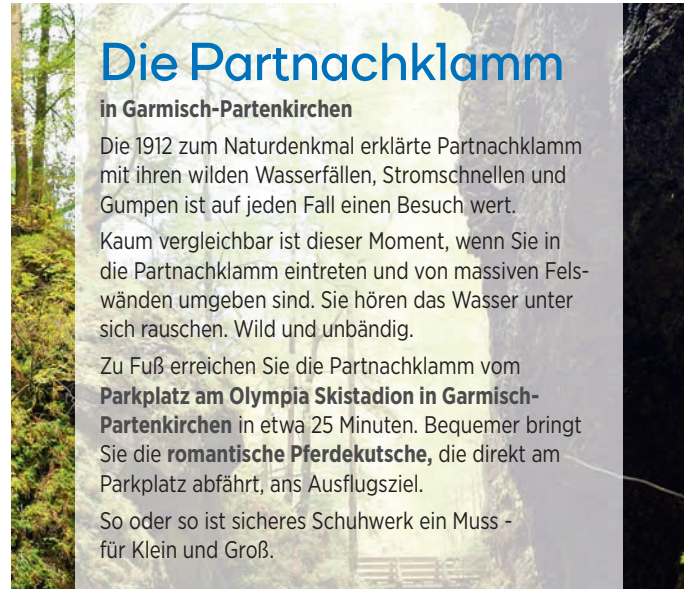 Die Partnachklamm
in Garmisch-Partenkirchen
Die 1912 zum Naturdenkmal erklärte Partnachklamm
mit ihren wilden Wasserfällen, Stromschnellen und
Gumpen ist auf jeden Fall einen Besuch wert.
Kaum vergleichbar ist dieser Moment, wenn Sie in
die Partnachklamm eintreten und von massiven Fels-
wänden umgeben sind. Sie hören das Wasser unter
sich rauschen. Wild und unbändig.
Zu Fuß erreichen Sie die Partnachklamm vom
Parkplatz am Olympia Skistadion in Garmisch-
Partenkirchen in etwa 25 Minuten. Bequemer bringt
Sie die romantische Pferdekutsche, die direkt am
Parkplatz abfährt, ans Ausflugsziel.
So oder so ist sicheres Schuhwerk ein Muss -
für Klein und Groß.